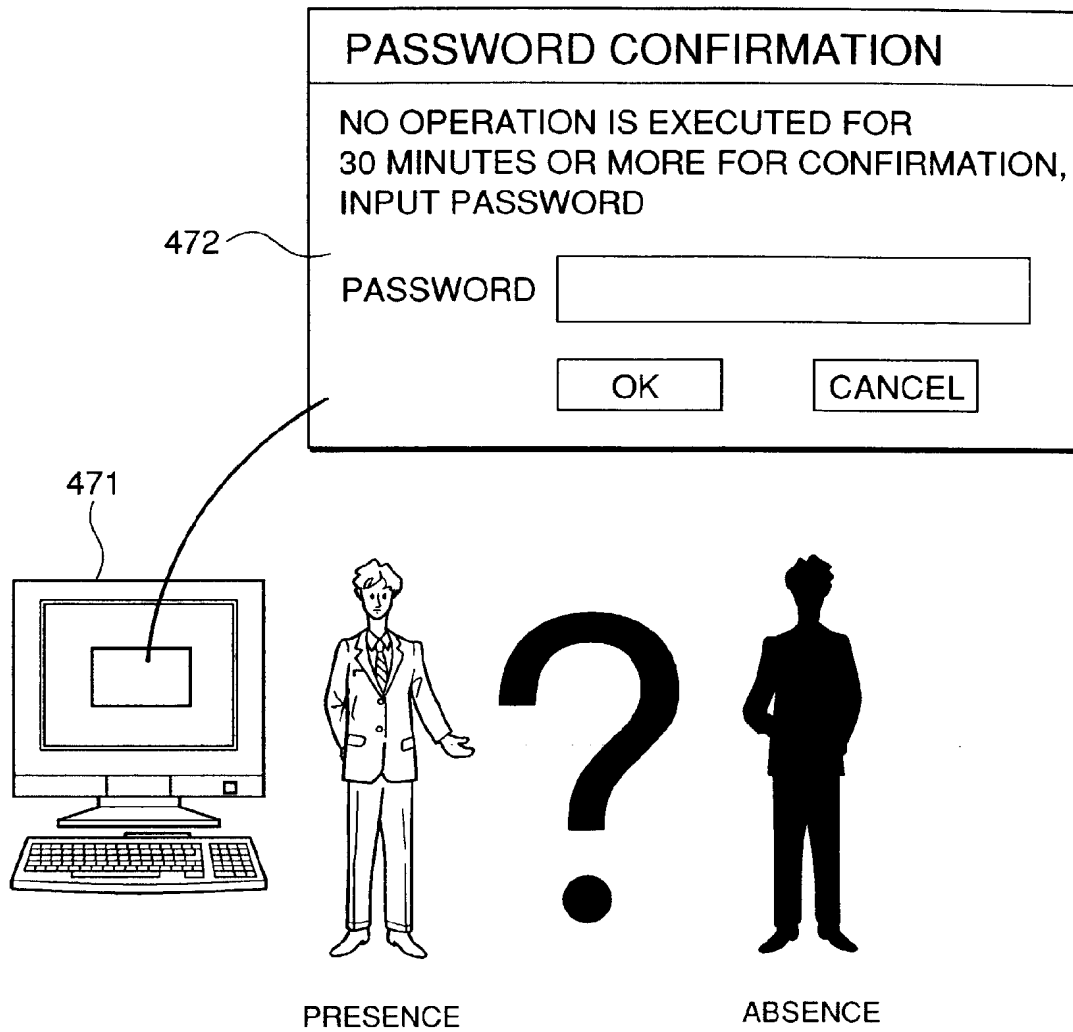 PASSWORD CONFIRMATION
NO OPERATION IS EXECUTED FOR
30 MINUTES OR MORE FOR CONFIRMATION,
INPUT PASSWORD
472
PASSWORD
OK CANCEL
471
PRESENCE ABSENCE